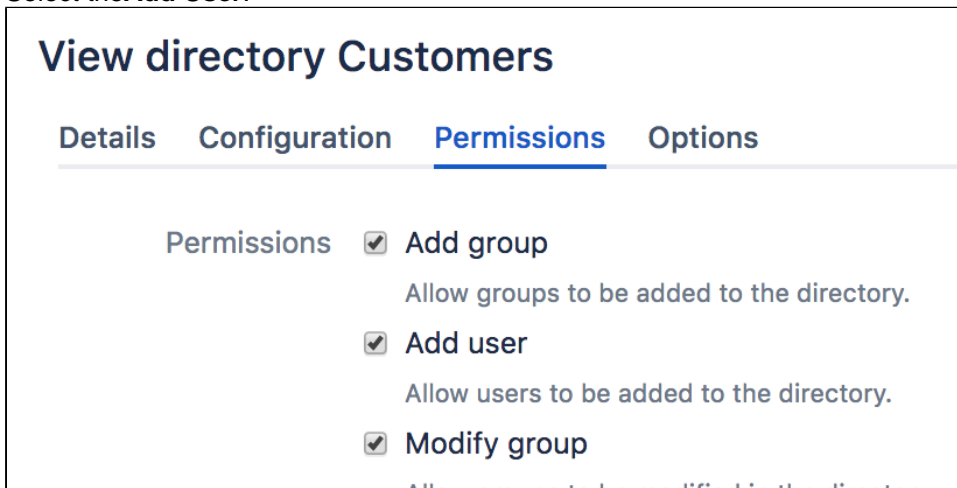 View directory Customers
Details Configuration Permissions Options
Permissions Add group
Allow groups to be added to the directory.
Add user
Allow users to be added to the directory.
Modify group